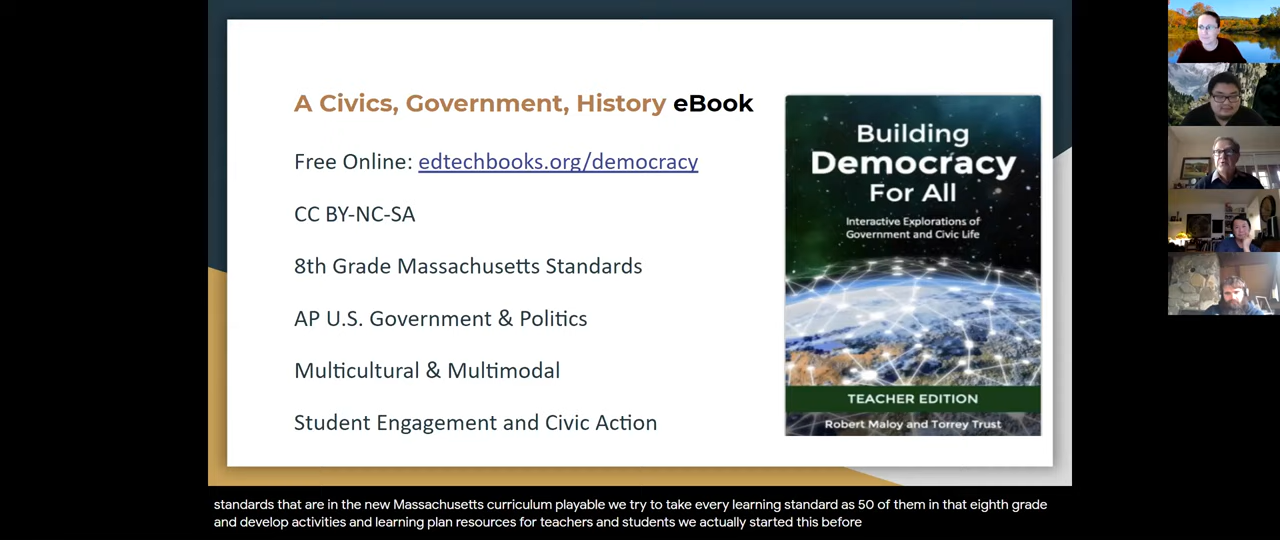 A Civics, Government, History eBook
Free Online: edtechbooks.org/democracy
CC BY-NC-SA
8th Grade Massachusetts Standards
AP U.S. Government & Politics
Multicultural & Multimodal
Student Engagement and Civic Action
Building
Democracy
For All
Interactive Explorations of
Government and Civic Life
TEACHER EDITION
Robert Maloy and Torrey Trust
standards that are in the new Massachusetts curriculum playable we try to take every learning standard as 50 of them in that eighth grade
and develop activities and learning plan resources for teachers and students we actually started this before